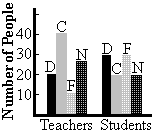 Number of People
40
30
20
10
D C F N
D C F N
Teachers Students